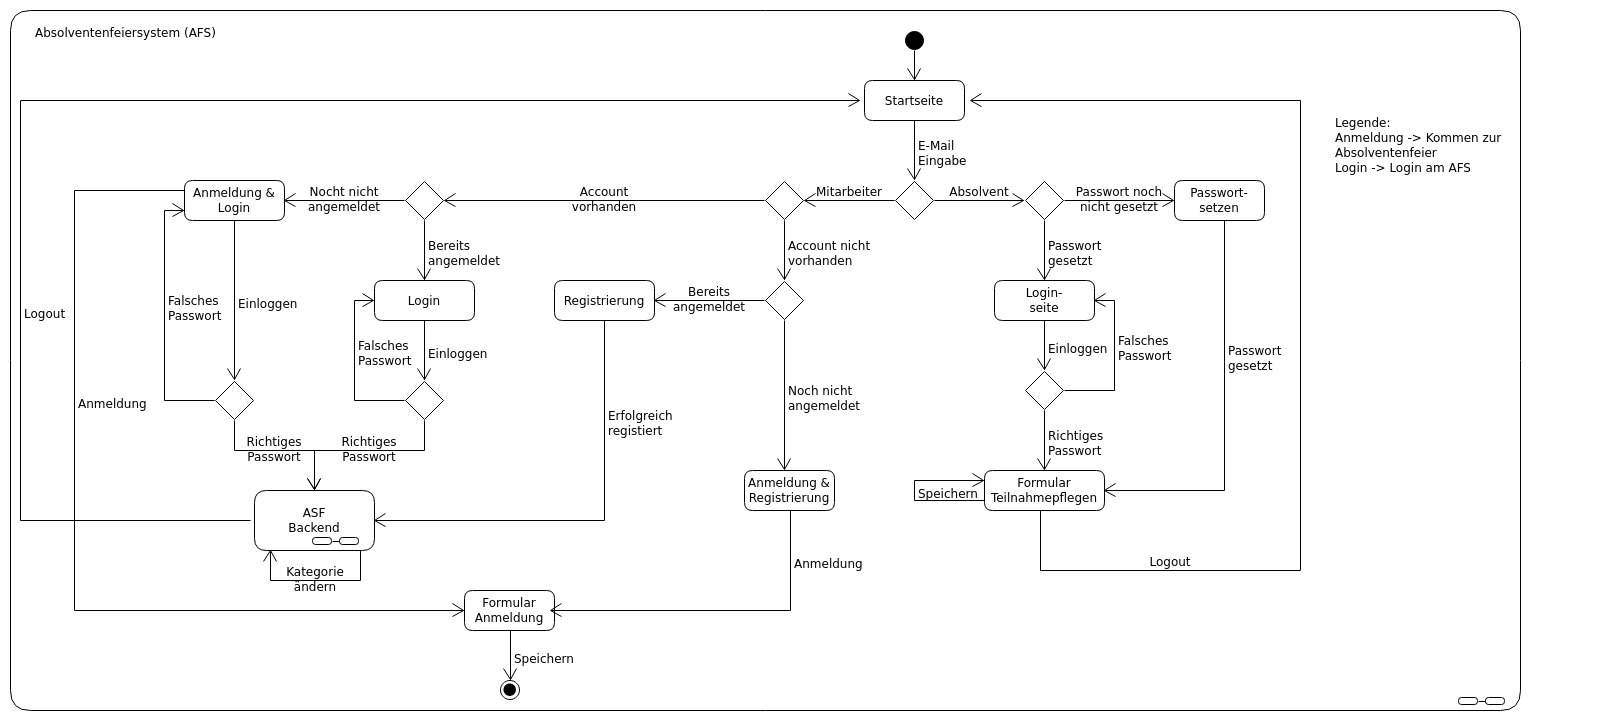 Absolventenfeiersystem (AFS)
Startseite
Legende:
Anmeldung -> Kommen zur
Absolventenfeier
Login -> Login am AFS
E-Mail
Eingabe
Anmeldung &
Login
Nocht nicht
angemeldet
Account
vorhanden
Mitarbeiter
Absolvent
Passwort noch
nicht gesetzt
Passwort-
setzen
Bereits
angemeldet
Account nicht
vorhanden
Passwort
gesetzt
Logout
Falsches
Passwort
Einloggen
Login
Registrierung
Bereits
angemeldet
Login-
seite
Falsches
Passwort
Einloggen
Einloggen
Falsches
Passwort
Passwort
gesetzt
Anmeldung
Erfolgreich
registiert
Noch nicht
angemeldet
Richtiges
Passwort
Richtiges
Passwort
Richtiges
Passwort
ASF
Backend
Anmeldung &
Registrierung
Speichern
Formular
Teilnahmepflegen
Kategorie
ändern
Anmeldung
Logout
Formular
Anmeldung
Speichern